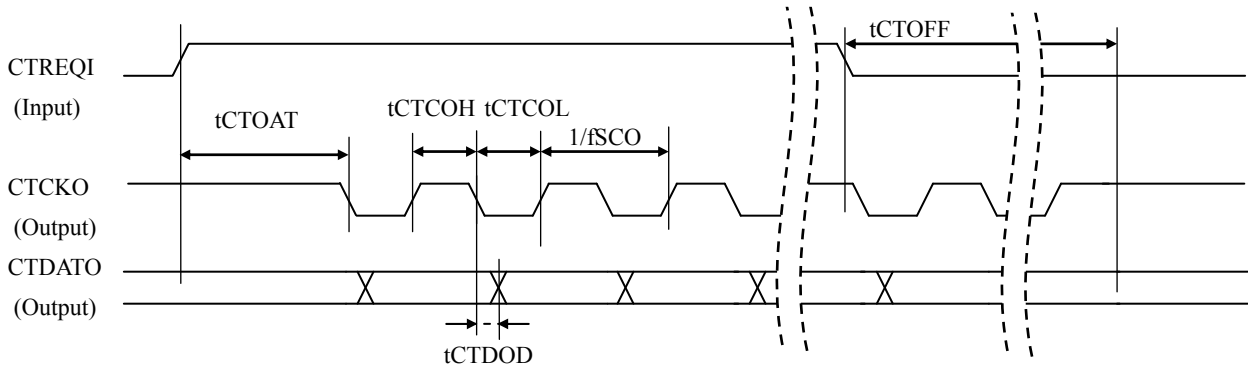 tCTOFF
CTREQI
(Input)
tCTOAT
tCTCOH
tCTCOL
1/fSCO
CTCKO
(Output)
CTDATO
(Output)
tCTDOD